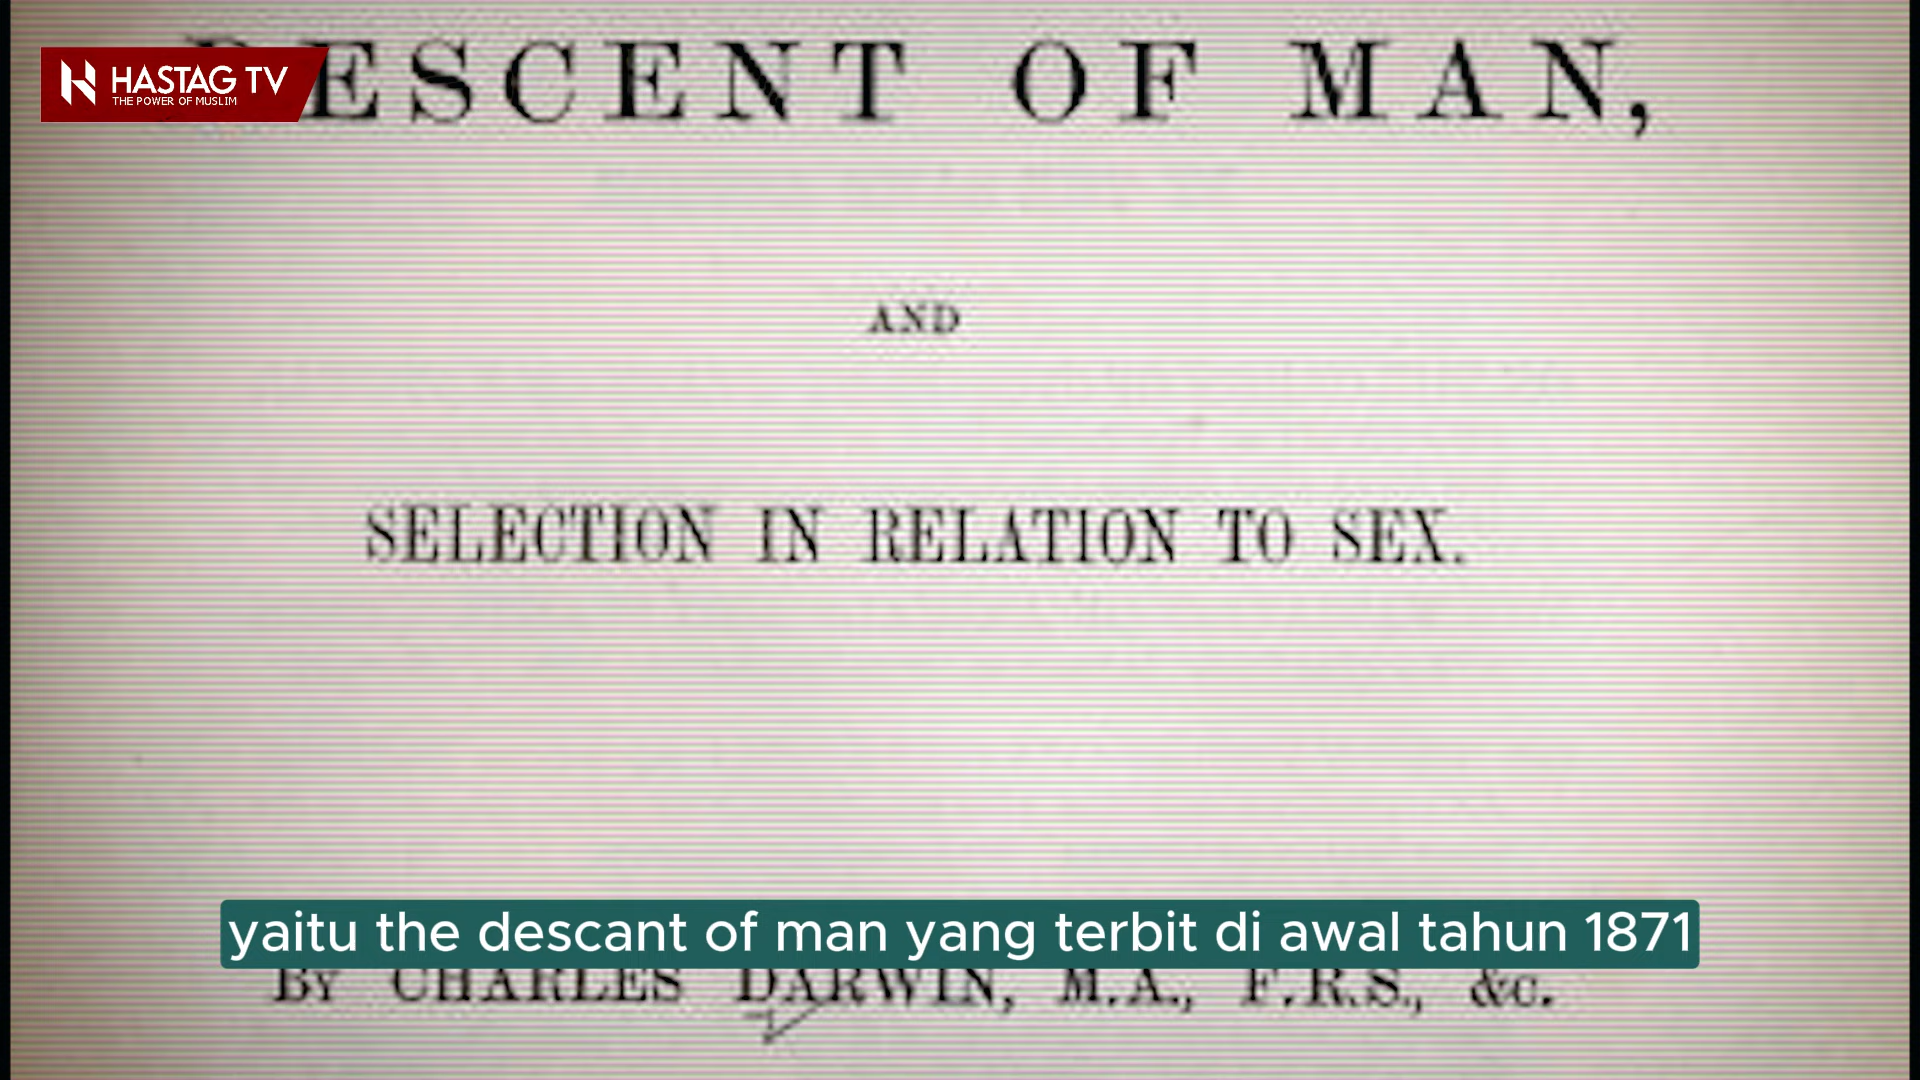 HASTAG TV
THE POWER OF MUSLIM
DESCENT OF MAN,
AND
SELECTION IN RELATION TO SEX.
yaitu the descant of man yang terbit di awal tahun 1871
BY CHARLES DARWIN, M.A., F.R.S., &c.